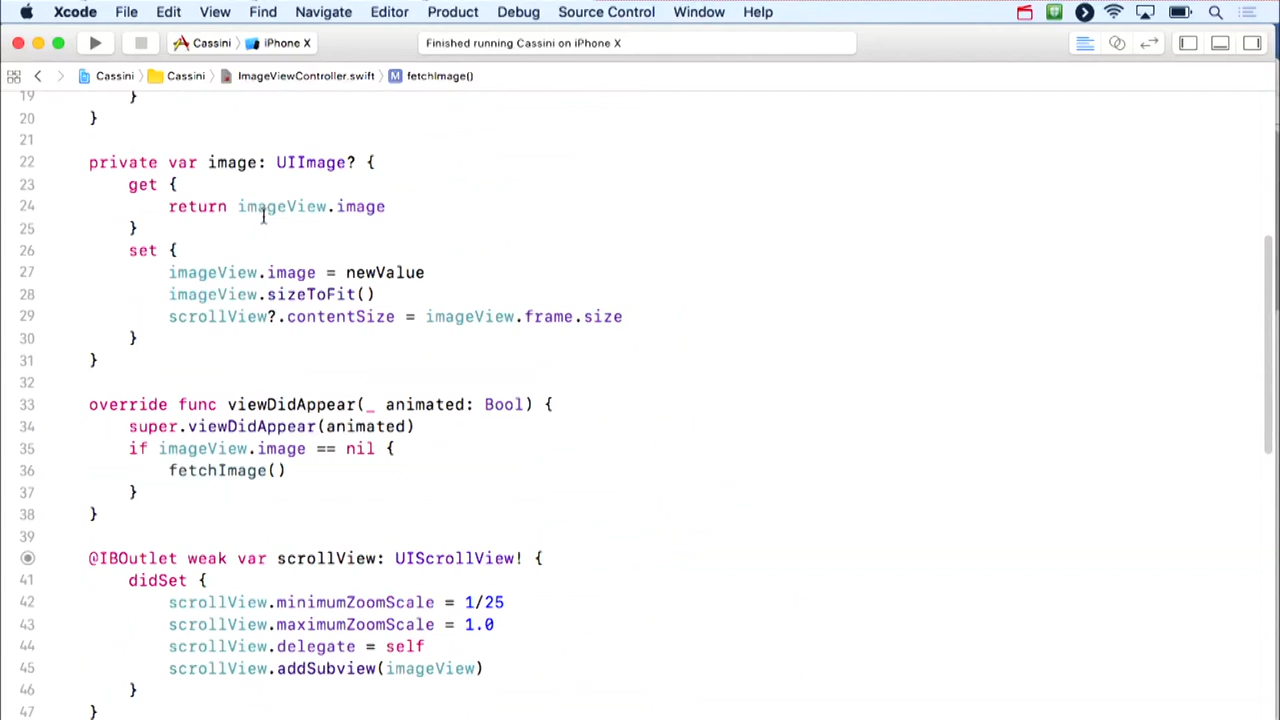 Xcode File Edit View Find Navigate Editor Product Debug Source Control Window Help
Cassini iPhone X Finished running Cassini on iPhone X
Cassini Cassini ImageViewController.swift M fetchImage()
19 }
20 }
21
22 private var image: UIImage? {
23 get {
24 return imageView.image
25 }
26 set {
27 imageView.image = newValue
28 imageView.sizeToFit()
29 scrollView?.contentSize = imageView.frame.size
30 }
31 }
32
33 override func viewDidAppear(_ animated: Bool) {
34 super.viewDidAppear(animated)
35 if imageView.image == nil {
36 fetchImage()
37 }
38 }
39
@IBOutlet weak var scrollView: UIScrollView! {
41 didSet {
42 scrollView.minimumZoomScale = 1/25
43 scrollView.maximumZoomScale = 1.0
44 scrollView.delegate = self
45 scrollView.addSubview(imageView)
46 }
47 }